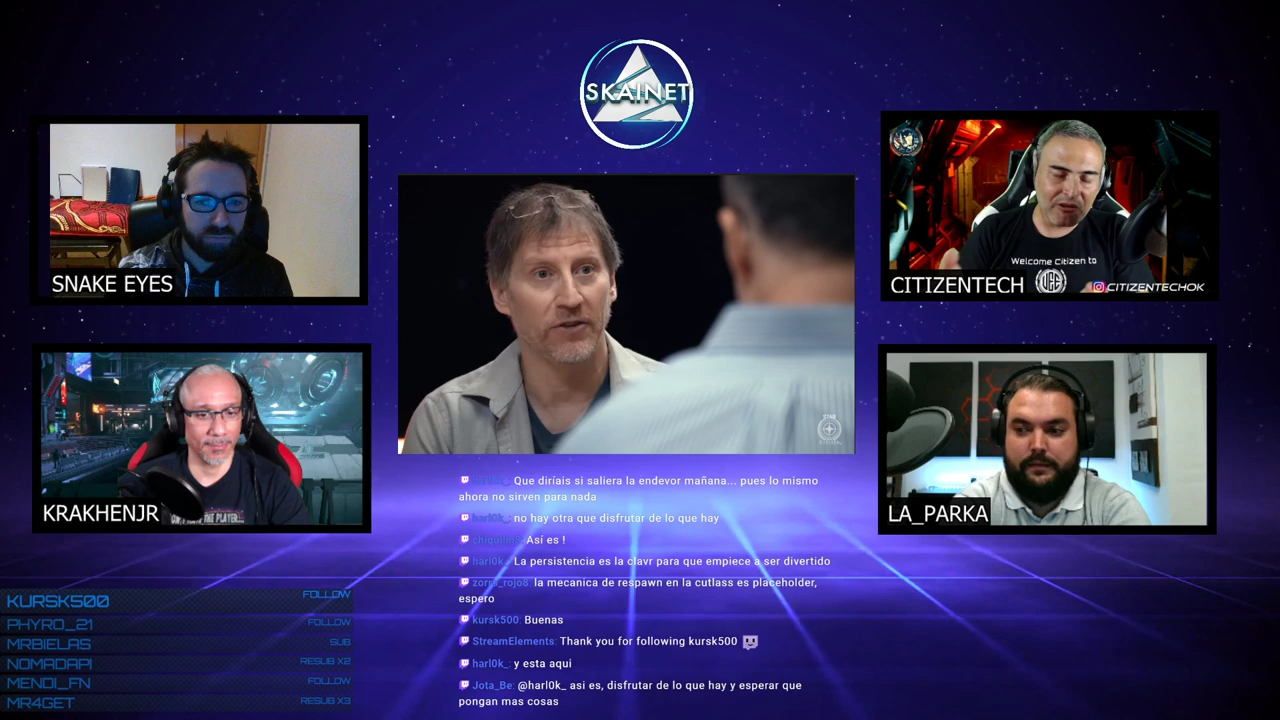 SKAINET
SNAKE EYES
Welcome Citizen to
UEE
CITIZENTECH
CITIZENTECHOK
KRAKHENJR
LA_PARKA
STAR
CITIZEN
Que diríais si saliera la endevor mañana... pues lo mismo
ahora no sirven para nada
harl0k_: no hay otra que disfrutar de lo que hay
Así es !
harl0k_: La persistencia es la clavr para que empiece a ser divertido
zorro_rojo8: la mecanica de respawn en la cutlass es placeholder,
espero
kursk500: Buenas
StreamElements: Thank you for following kursk500
harl0k_: y esta aqui
Jota_Be: @harl0k_ asi es, disfrutar de lo que hay y esperar que
pongan mas cosas
KURSK500 FOLLOW
PHYRO_21 FOLLOW
MRBIELAS SUB
NOMADAPI RESUB X2
MENDI_FN FOLLOW
MR4GET RESUB X3